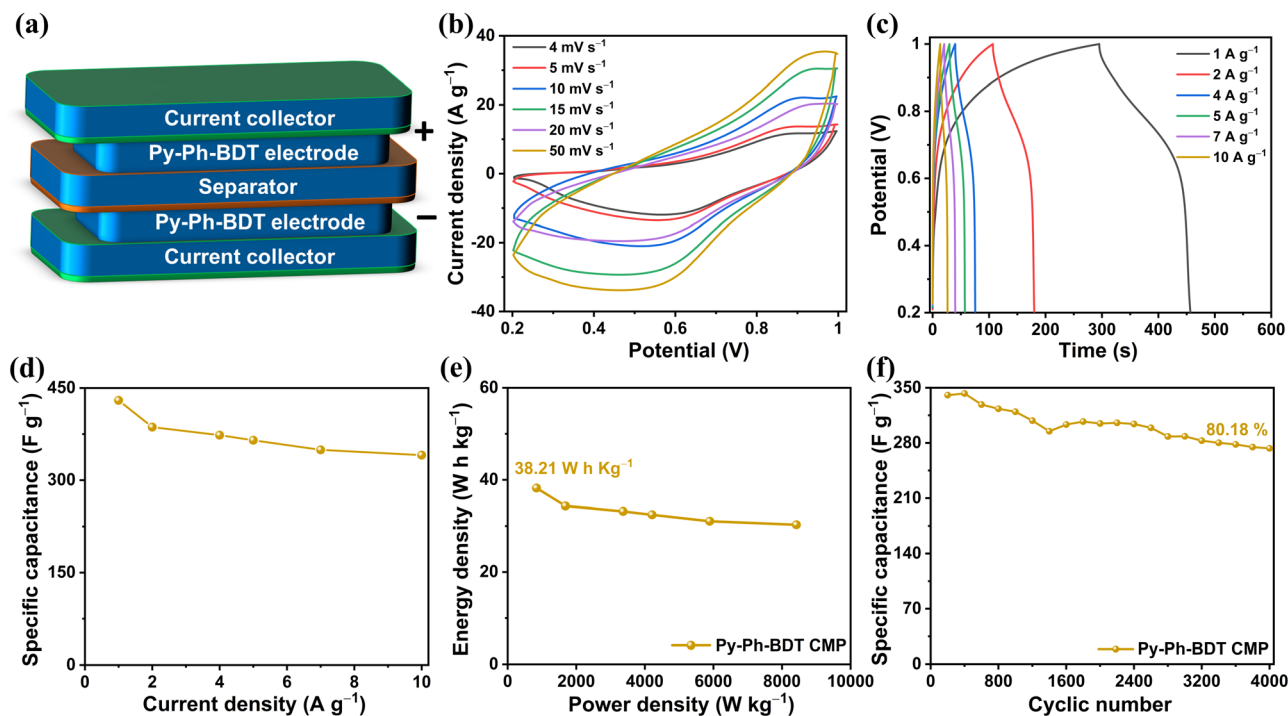 (a)
Current collector
Py-Ph-BDT electrode
Separator
Py-Ph-BDT electrode
Current collector
+
−
(b)
4 mV s⁻¹
5 mV s⁻¹
10 mV s⁻¹
15 mV s⁻¹
20 mV s⁻¹
50 mV s⁻¹
Current density (A g⁻¹)
40
20
0
-20
-40
0.2 0.4 0.6 0.8 1
Potential (V)
(c)
1 A g⁻¹
2 A g⁻¹
4 A g⁻¹
5 A g⁻¹
7 A g⁻¹
10 A g⁻¹
Potential (V)
1
0.8
0.6
0.4
0.2
0 100 200 300 400 500 600
Time (s)
(d)
Specific capacitance (F g⁻¹)
450
300
150
0
0 2 4 6 8 10
Current density (A g⁻¹)
(e)
38.21 W h Kg⁻¹
Energy density (W h kg⁻¹)
60
40
20
0
Py-Ph-BDT CMP
0 2000 4000 6000 8000 10000
Power density (W kg⁻¹)
(f)
80.18 %
Specific capacitance (F g⁻¹)
350
280
210
140
70
0
Py-Ph-BDT CMP
0 800 1600 2400 3200 4000
Cyclic number